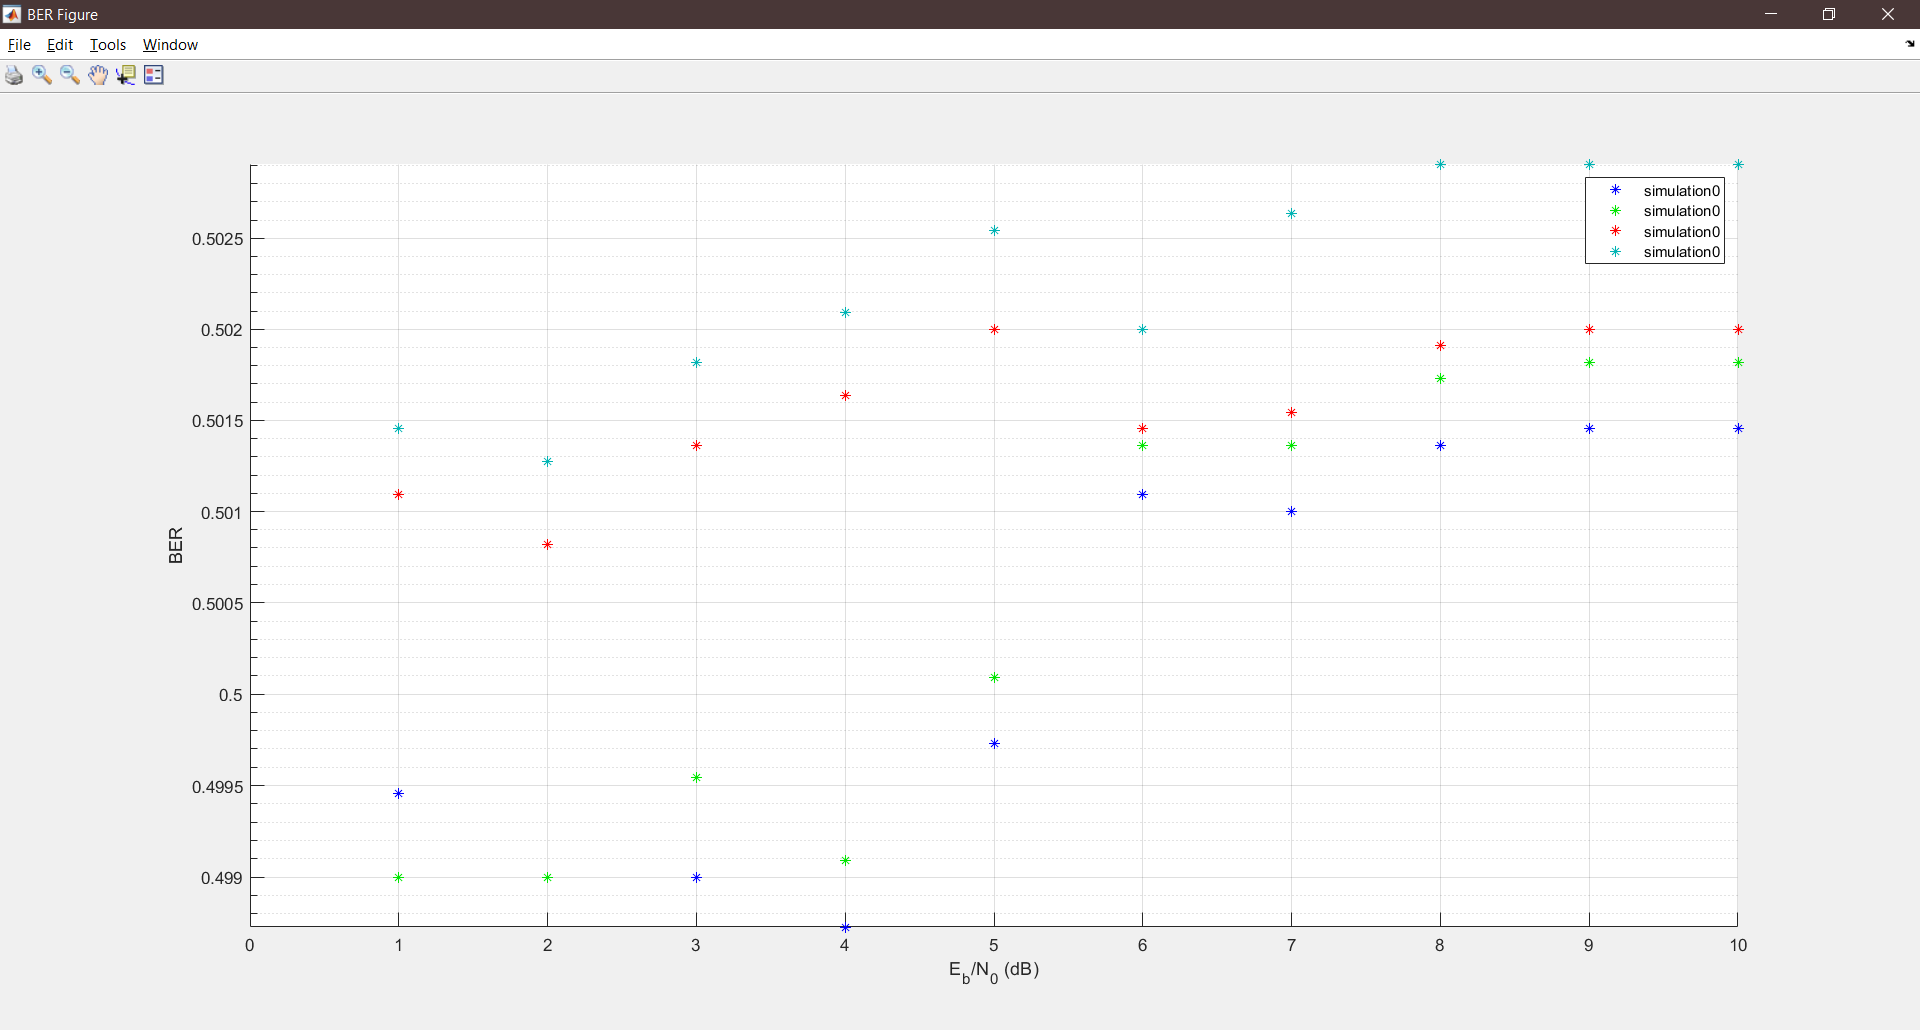 BER Figure
File Edit Tools Window
simulation0
simulation0
simulation0
simulation0
0.5025
0.502
0.5015
0.501
0.5005
0.5
0.4995
0.499
BER
0 1 2 3 4 5 6 7 8 9 10
E_b/N_0 (dB)